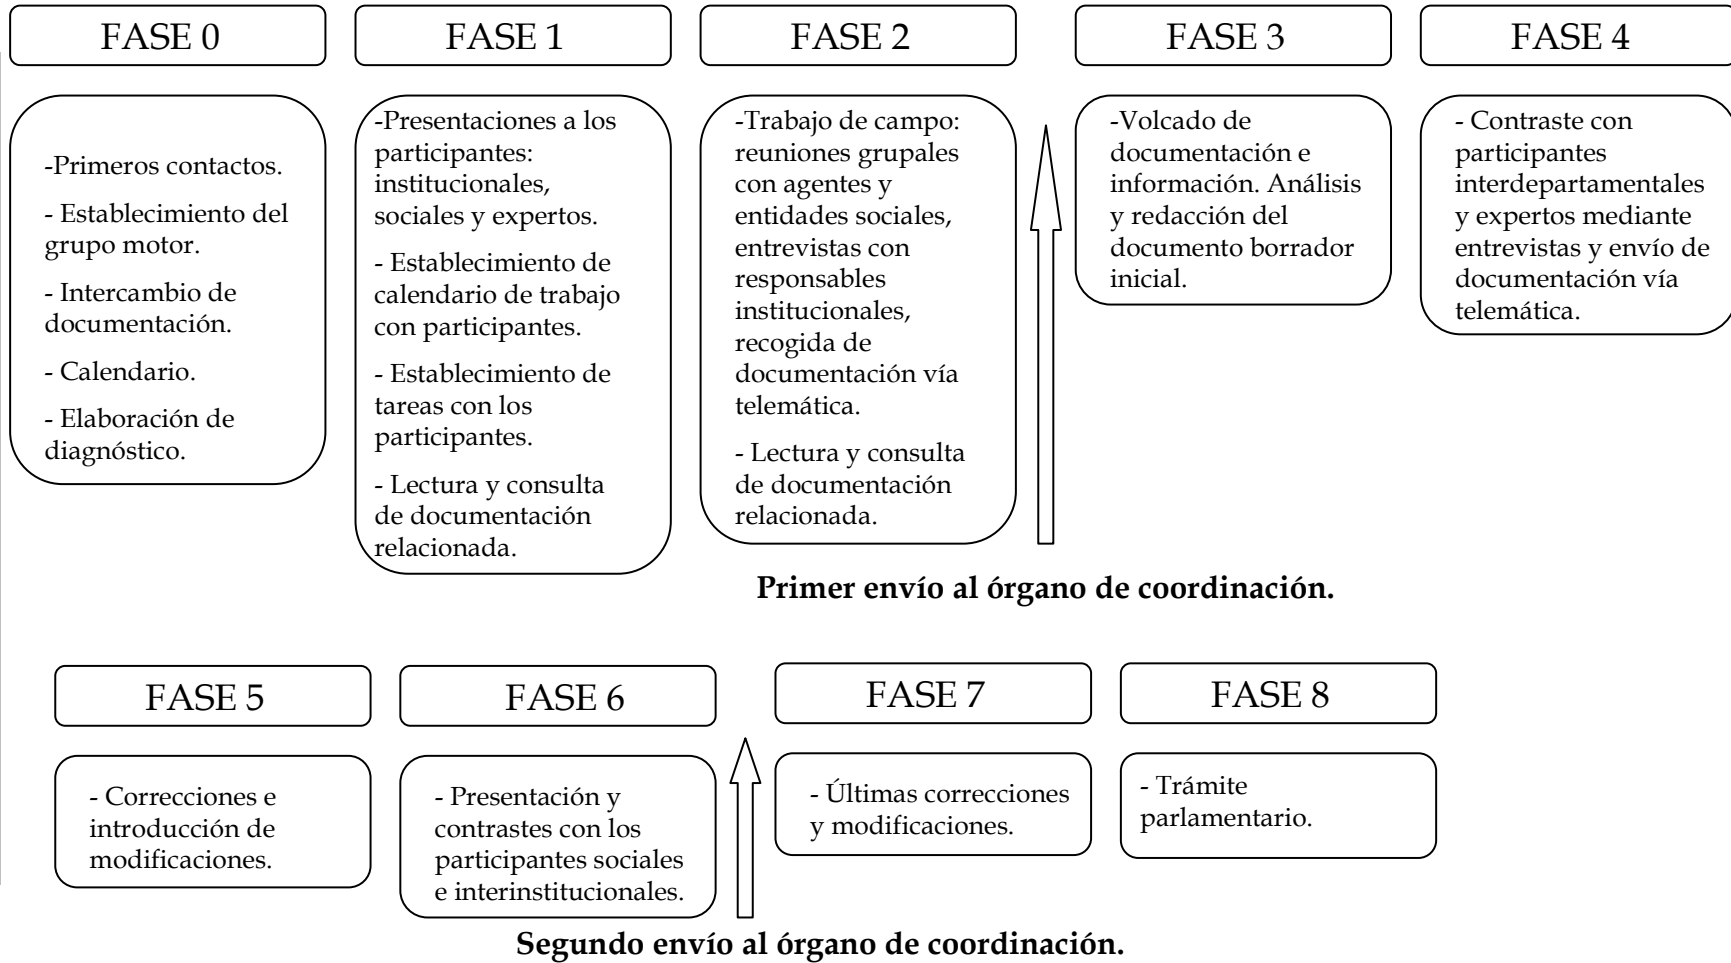 FASE 0
FASE 1
FASE 2
FASE 3
FASE 4
-Primeros contactos.
- Establecimiento del
grupo motor.
- Intercambio de
documentación.
- Calendario.
- Elaboración de
diagnóstico.
-Presentaciones a los
participantes:
institucionales,
sociales y expertos.
- Establecimiento de
calendario de trabajo
con participantes.
- Establecimiento de
tareas con los
participantes.
- Lectura y consulta
de documentación
relacionada.
-Trabajo de campo:
reuniones grupales
con agentes y
entidades sociales,
entrevistas con
responsables
institucionales,
recogida de
documentación vía
telemática.
- Lectura y consulta
de documentación
relacionada.
-Volcado de
documentación e
información. Análisis
y redacción del
documento borrador
inicial.
- Contraste con
participantes
interdepartamentales
y expertos mediante
entrevistas y envío de
documentación vía
telemática.
Primer envío al órgano de coordinación.
FASE 5
FASE 6
FASE 7
FASE 8
- Correcciones e
introducción de
modificaciones.
- Presentación y
contrastes con los
participantes sociales
e interinstitucionales.
- Últimas correcciones
y modificaciones.
- Trámite
parlamentario.
Segundo envío al órgano de coordinación.